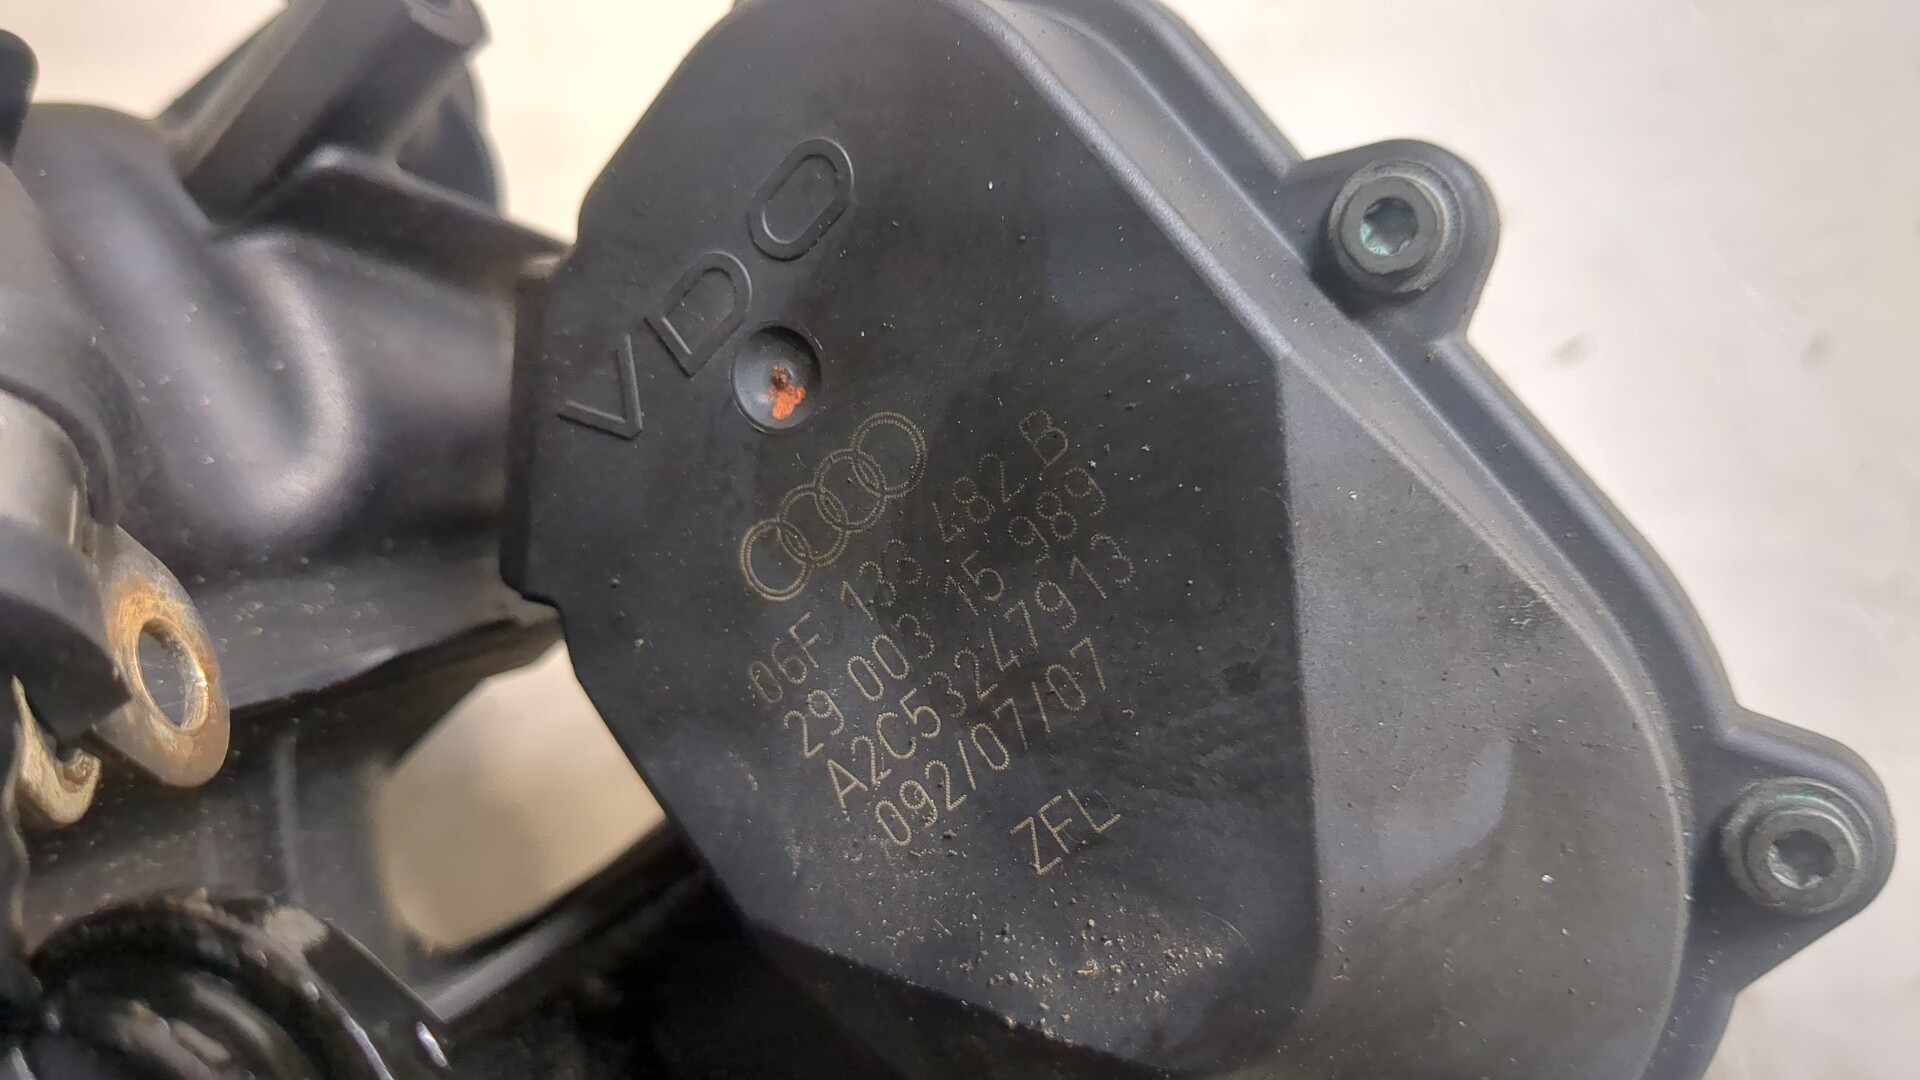 VDO
06F 133 482 B
29 003 15 989
A2C53247913
092/07/07
ZFL